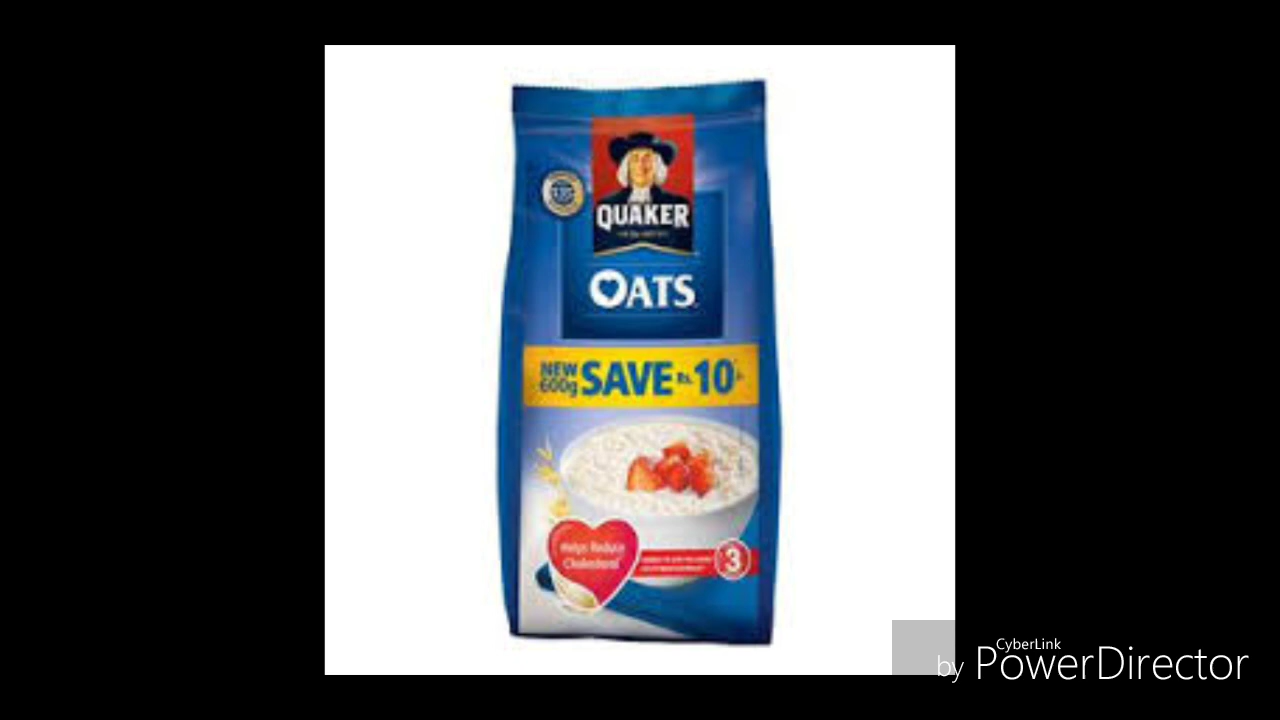 QUAKER
OATS
NEW
600g
SAVE Rs. 10/-
Helps Reduce
Cholesterol*
3
CyberLink
by PowerDirector